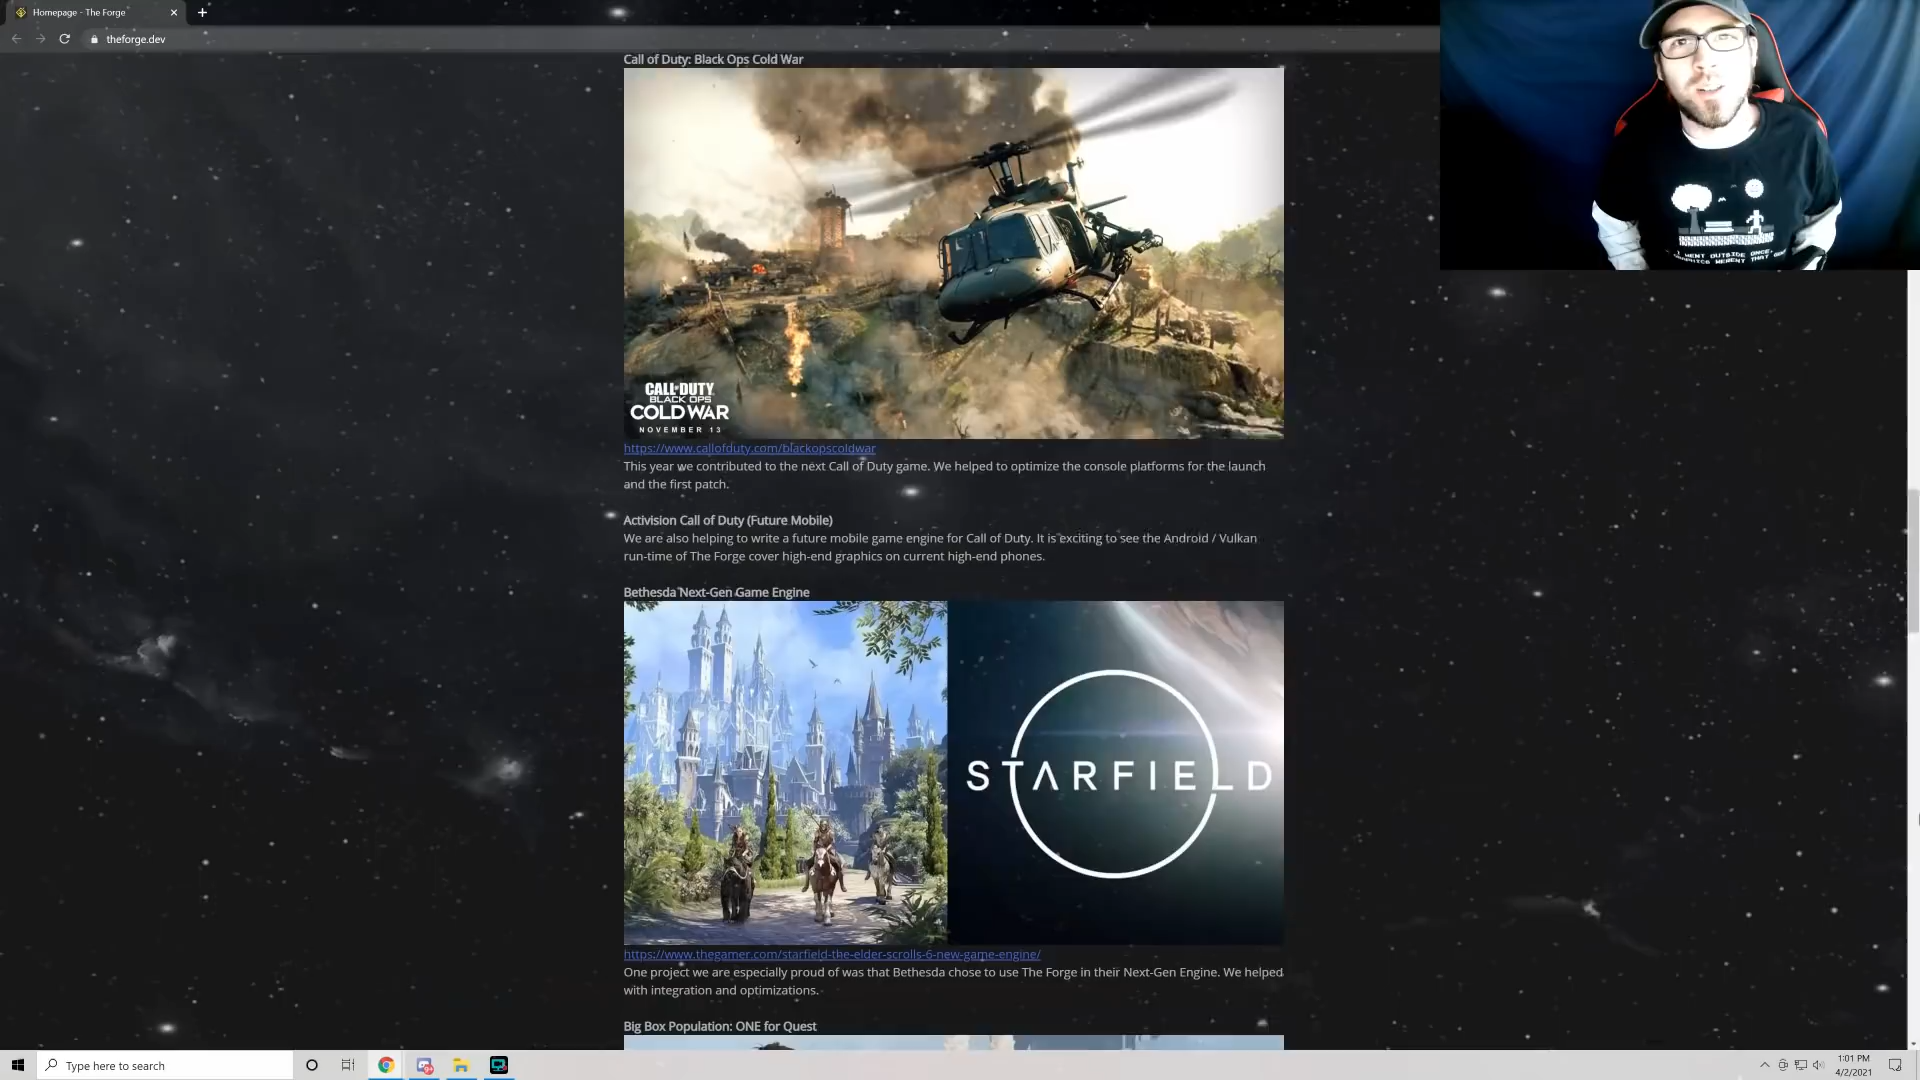 Homepage - The Forge
theforge.dev
Call of Duty: Black Ops Cold War
CALL OF DUTY
BLACK OPS
COLD WAR
NOVEMBER 13
https://www.callofduty.com/blackopscoldwar
This year we contributed to the next Call of Duty game. We helped to optimize the console platforms for the launch
and the first patch.
Activision Call of Duty (Future Mobile)
We are also helping to write a future mobile game engine for Call of Duty. It is exciting to see the Android / Vulkan
run-time of The Forge cover high-end graphics on current high-end phones.
Bethesda Next-Gen Game Engine
STARFIELD
https://www.thegamer.com/starfield-the-elder-scrolls-6-new-game-engine/
One project we are especially proud of was that Bethesda chose to use The Forge in their Next-Gen Engine. We helped
with integration and optimizations.
Big Box Population: ONE for Quest
I WENT OUTSIDE ONCE,
GRAPHICS WERENT THAT
Type here to search
1:01 PM
4/2/2021